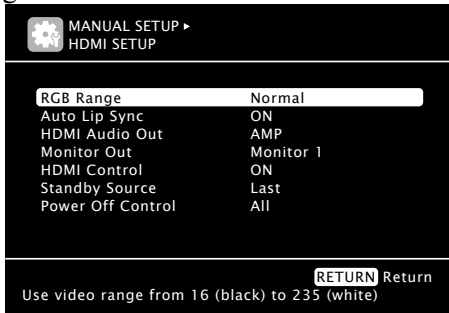 MANUAL SETUP ▸
HDMI SETUP
RGB Range Normal
Auto Lip Sync ON
HDMI Audio Out AMP
Monitor Out Monitor 1
HDMI Control ON
Standby Source Last
Power Off Control All
RETURN Return
Use video range from 16 (black) to 235 (white)